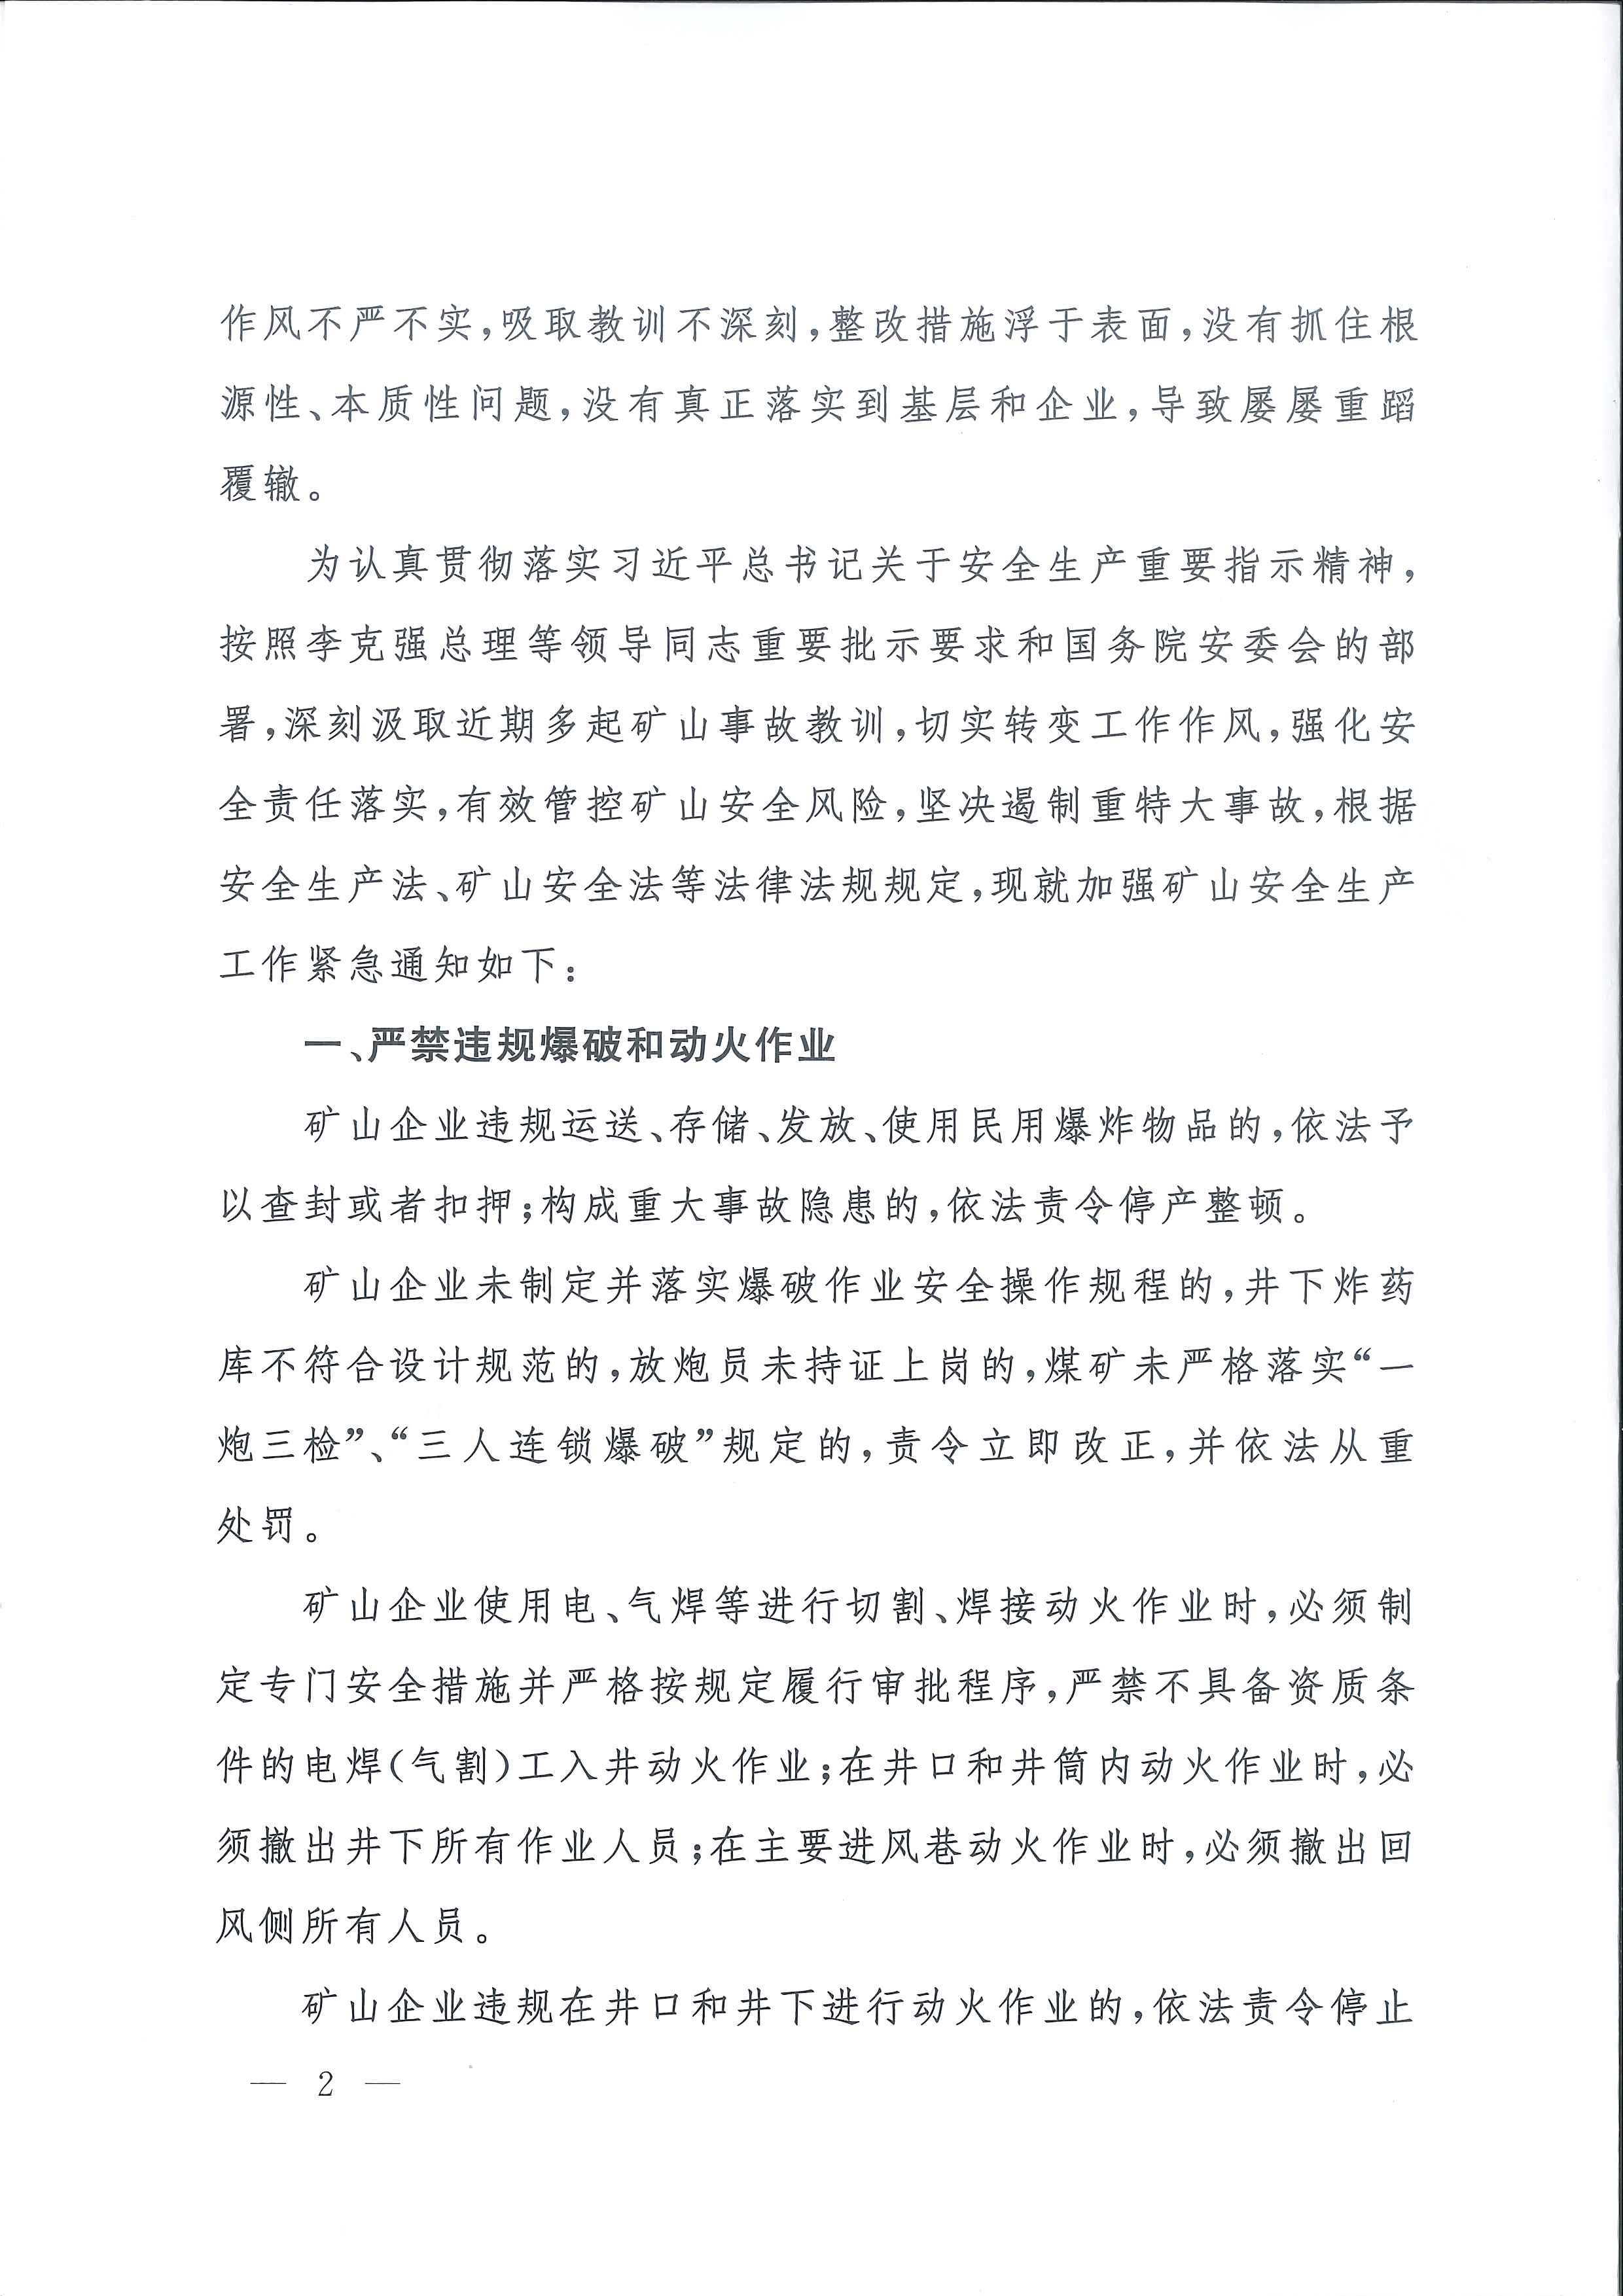 作风不严不实,吸取教训不深刻,整改措施浮于表面,没有抓住根
源性、本质性问题,没有真正落实到基层和企业,导致屡屡重蹈
覆辙。
为认真贯彻落实习近平总书记关于安全生产重要指示精神,
按照李克强总理等领导同志重要批示要求和国务院安委会的部
署,深刻汲取近期多起矿山事故教训,切实转变工作作风,强化安
全责任落实,有效管控矿山安全风险,坚决遏制重特大事故,根据
安全生产法、矿山安全法等法律法规规定,现就加强矿山安全生产
工作紧急通知如下:
一、严禁违规爆破和动火作业
矿山企业违规运送、存储、发放、使用民用爆炸物品的,依法予
以查封或者扣押;构成重大事故隐患的,依法责令停产整顿。
矿山企业未制定并落实爆破作业安全操作规程的,井下炸药
库不符合设计规范的,放炮员未持证上岗的,煤矿未严格落实“一
炮三检”、“三人连锁爆破”规定的,责令立即改正,并依法从重
处罚。
矿山企业使用电、气焊等进行切割、焊接动火作业时,必须制
定专门安全措施并严格按规定履行审批程序,严禁不具备资质条
件的电焊(气割)工入井动火作业;在井口和井筒内动火作业时,必
须撤出井下所有作业人员;在主要进风巷动火作业时,必须撤出回
风侧所有人员。
矿山企业违规在井口和井下进行动火作业的,依法责令停止
— 2 —